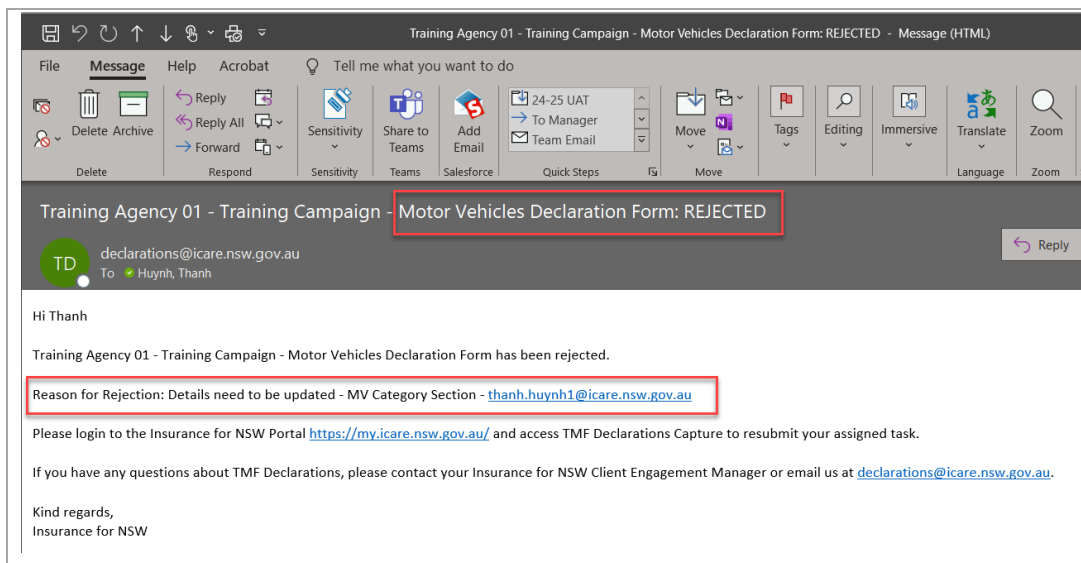 Training Agency 01 - Training Campaign - Motor Vehicles Declaration Form: REJECTED - Message (HTML)
File Message Help Acrobat Tell me what you want to do
Delete Archive
Reply
Reply All
Forward
Sensitivity
Share to Teams
Add Email
24-25 UAT
To Manager
Team Email
Move
Tags
Editing
Immersive
Translate
Zoom
Delete Respond Sensitivity Teams Salesforce Quick Steps Move Language Zoom
Training Agency 01 - Training Campaign - Motor Vehicles Declaration Form: REJECTED
TD
declarations@icare.nsw.gov.au
To Huynh, Thanh
Reply
Hi Thanh
Training Agency 01 - Training Campaign - Motor Vehicles Declaration Form has been rejected.
Reason for Rejection: Details need to be updated - MV Category Section - thanh.huynh1@icare.nsw.gov.au
Please login to the Insurance for NSW Portal https://my.icare.nsw.gov.au/ and access TMF Declarations Capture to resubmit your assigned task.
If you have any questions about TMF Declarations, please contact your Insurance for NSW Client Engagement Manager or email us at declarations@icare.nsw.gov.au.
Kind regards,
Insurance for NSW